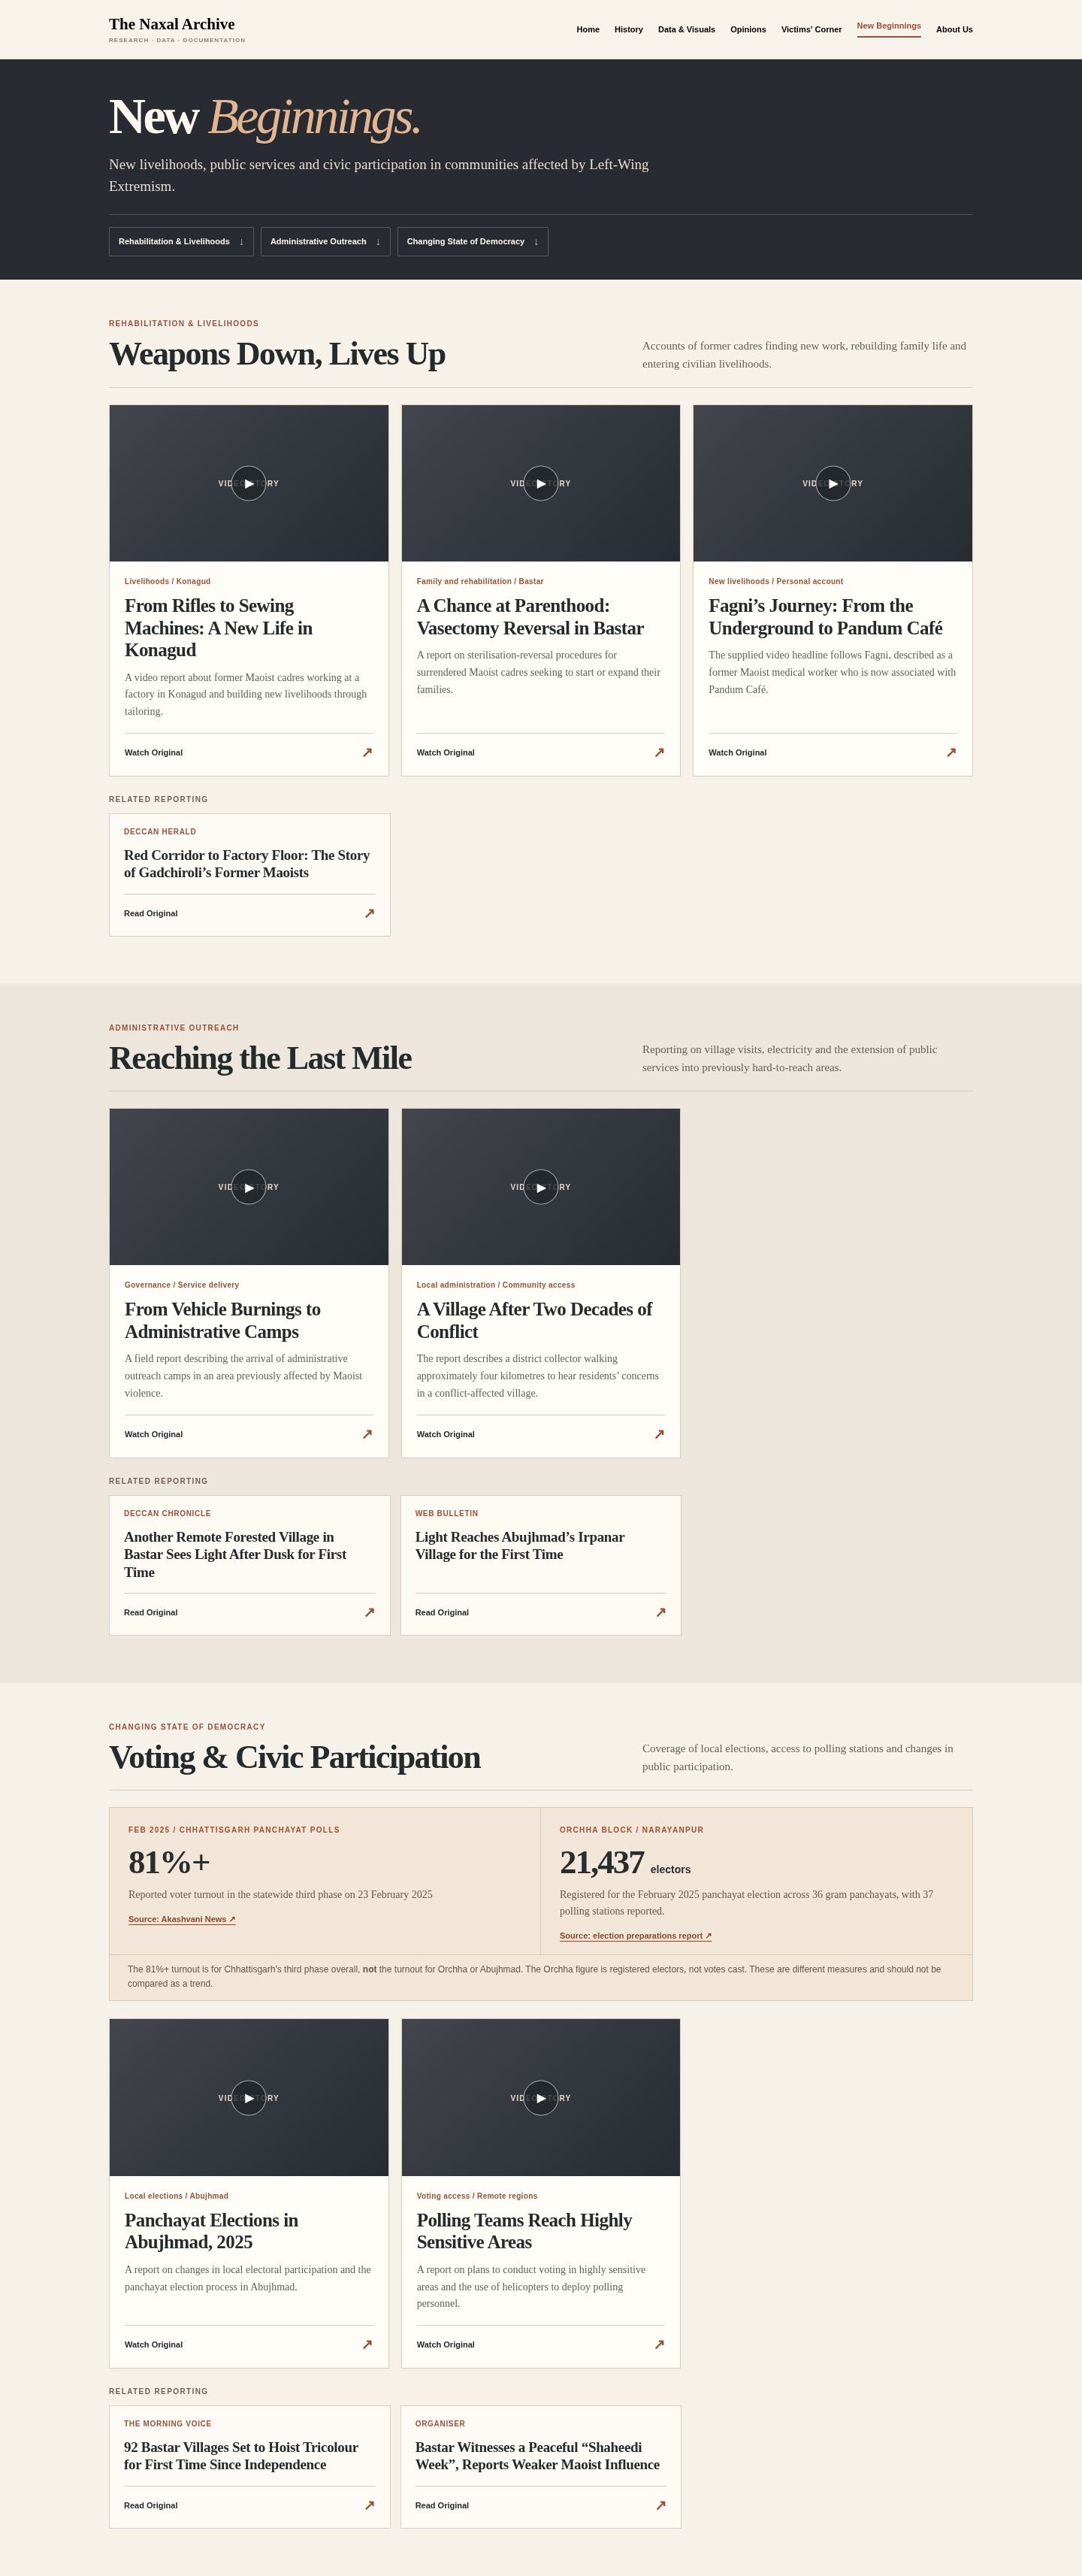 The Naxal Archive
RESEARCH · DATA · DOCUMENTATION
Home History Data & Visuals Opinions Victims' Corner New Beginnings About Us
New Beginnings.
New livelihoods, public services and civic participation in communities affected by Left-Wing
Extremism.
Rehabilitation & Livelihoods ↓ Administrative Outreach ↓ Changing State of Democracy ↓
REHABILITATION & LIVELIHOODS
Weapons Down, Lives Up
Accounts of former cadres finding new work, rebuilding family life and
entering civilian livelihoods.
Livelihoods / Konagud
From Rifles to Sewing
Machines: A New Life in
Konagud
A video report about former Maoist cadres working at a
factory in Konagud and building new livelihoods through
tailoring.
Watch Original ↗
Family and rehabilitation / Bastar
A Chance at Parenthood:
Vasectomy Reversal in Bastar
A report on sterilisation-reversal procedures for
surrendered Maoist cadres seeking to start or expand their
families.
Watch Original ↗
New livelihoods / Personal account
Fagni’s Journey: From the
Underground to Pandum Café
The supplied video headline follows Fagni, described as a
former Maoist medical worker who is now associated with
Pandum Café.
Watch Original ↗
RELATED REPORTING
DECCAN HERALD
Red Corridor to Factory Floor: The Story
of Gadchiroli’s Former Maoists
Read Original ↗
ADMINISTRATIVE OUTREACH
Reaching the Last Mile
Reporting on village visits, electricity and the extension of public
services into previously hard-to-reach areas.
Governance / Service delivery
From Vehicle Burnings to
Administrative Camps
A field report describing the arrival of administrative
outreach camps in an area previously affected by Maoist
violence.
Watch Original ↗
Local administration / Community access
A Village After Two Decades of
Conflict
The report describes a district collector walking
approximately four kilometres to hear residents’ concerns
in a conflict-affected village.
Watch Original ↗
RELATED REPORTING
DECCAN CHRONICLE
Another Remote Forested Village in
Bastar Sees Light After Dusk for First
Time
Read Original ↗
WEB BULLETIN
Light Reaches Abujhmad’s Irpanar
Village for the First Time
Read Original ↗
CHANGING STATE OF DEMOCRACY
Voting & Civic Participation
Coverage of local elections, access to polling stations and changes in
public participation.
FEB 2025 / CHHATTISGARH PANCHAYAT POLLS
81%+
Reported voter turnout in the statewide third phase on 23 February 2025
Source: Akashvani News ↗
ORCHHA BLOCK / NARAYANPUR
21,437 electors
Registered for the February 2025 panchayat election across 36 gram panchayats, with 37
polling stations reported.
Source: election preparations report ↗
The 81%+ turnout is for Chhattisgarh's third phase overall, not the turnout for Orchha or Abujhmad. The Orchha figure is registered electors, not votes cast. These are different measures and should not be
compared as a trend.
Local elections / Abujhmad
Panchayat Elections in
Abujhmad, 2025
A report on changes in local electoral participation and the
panchayat election process in Abujhmad.
Watch Original ↗
Voting access / Remote regions
Polling Teams Reach Highly
Sensitive Areas
A report on plans to conduct voting in highly sensitive
areas and the use of helicopters to deploy polling
personnel.
Watch Original ↗
RELATED REPORTING
THE MORNING VOICE
92 Bastar Villages Set to Hoist Tricolour
for First Time Since Independence
Read Original ↗
ORGANISER
Bastar Witnesses a Peaceful “Shaheedi
Week”, Reports Weaker Maoist Influence
Read Original ↗